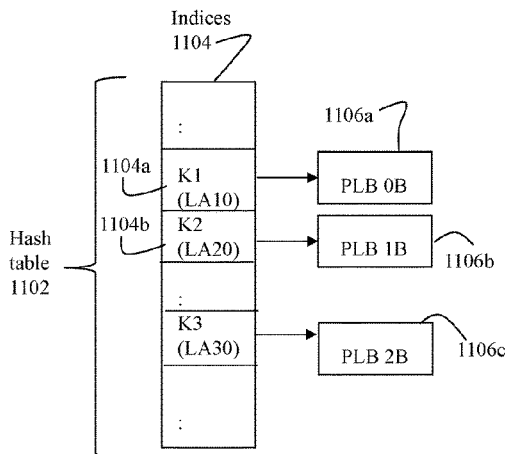 Indices
1104
:
1106a
1104a
K1
(LA10)
PLB 0B
1104b
K2
(LA20)
PLB 1B
1106b
Hash
table
1102
:
K3
(LA30)
PLB 2B
1106c
: